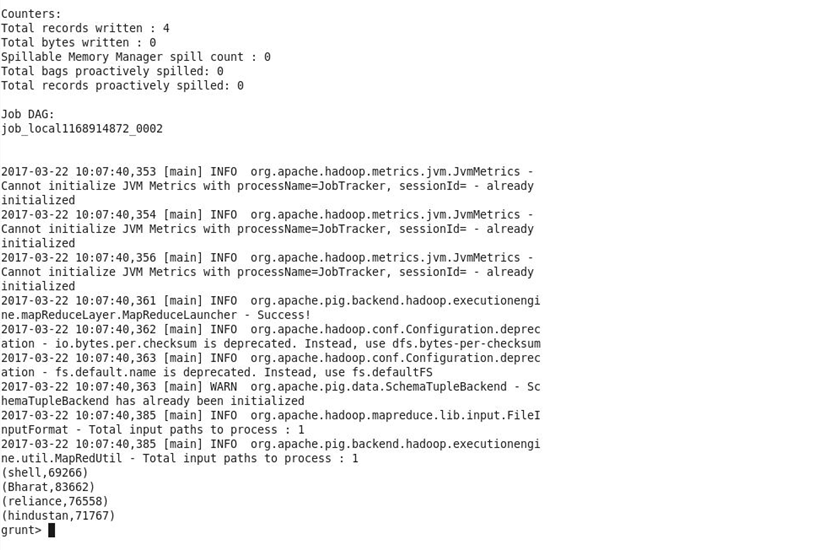 Counters:
Total records written : 4
Total bytes written : 0
Spillable Memory Manager spill count : 0
Total bags proactively spilled: 0
Total records proactively spilled: 0
Job DAG:
job_local1168914872_0002
2017-03-22 10:07:40,353 [main] INFO  org.apache.hadoop.metrics.jvm.JvmMetrics -
Cannot initialize JVM Metrics with processName=JobTracker, sessionId= - already
initialized
2017-03-22 10:07:40,354 [main] INFO  org.apache.hadoop.metrics.jvm.JvmMetrics -
Cannot initialize JVM Metrics with processName=JobTracker, sessionId= - already
initialized
2017-03-22 10:07:40,356 [main] INFO  org.apache.hadoop.metrics.jvm.JvmMetrics -
Cannot initialize JVM Metrics with processName=JobTracker, sessionId= - already
initialized
2017-03-22 10:07:40,361 [main] INFO  org.apache.pig.backend.hadoop.executionengi
ne.mapReduceLayer.MapReduceLauncher - Success!
2017-03-22 10:07:40,362 [main] INFO  org.apache.hadoop.conf.Configuration.deprec
ation - io.bytes.per.checksum is deprecated. Instead, use dfs.bytes-per-checksum
2017-03-22 10:07:40,363 [main] INFO  org.apache.hadoop.conf.Configuration.deprec
ation - fs.default.name is deprecated. Instead, use fs.defaultFS
2017-03-22 10:07:40,363 [main] WARN  org.apache.pig.data.SchemaTupleBackend - Sc
hemaTupleBackend has already been initialized
2017-03-22 10:07:40,385 [main] INFO  org.apache.hadoop.mapreduce.lib.input.FileI
nputFormat - Total input paths to process : 1
2017-03-22 10:07:40,385 [main] INFO  org.apache.pig.backend.hadoop.executionengi
ne.util.MapRedUtil - Total input paths to process : 1
(shell,69266)
(Bharat,83662)
(reliance,76558)
(hindustan,71767)
grunt>